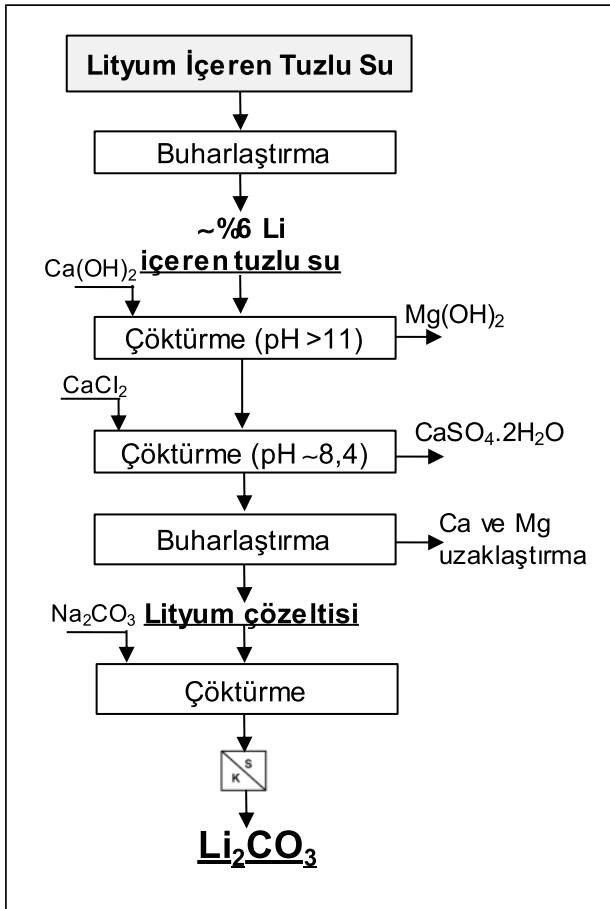 Lityum İçeren Tuzlu Su
Buharlaştırma
~%6 Li
içeren tuzlu su
Ca(OH)₂
Çöktürme (pH >11)
Mg(OH)₂
CaCl₂
Çöktürme (pH ~8,4)
CaSO₄.2H₂O
Buharlaştırma
Ca ve Mg
uzaklaştırma
Na₂CO₃
Lityum çözeltisi
Çöktürme
S
K
Li₂CO₃